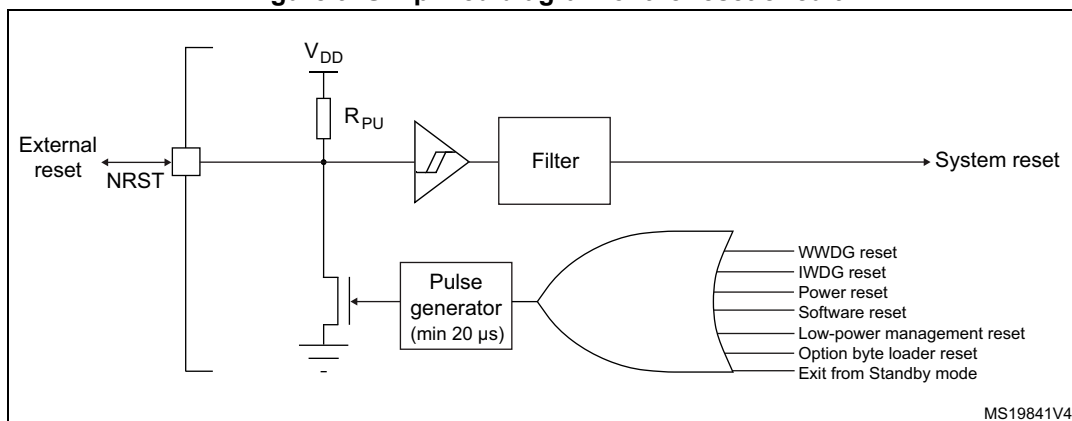 V_DD
R_PU
External
reset
NRST
Filter
System reset
Pulse
generator
(min 20 µs)
WWDG reset
IWDG reset
Power reset
Software reset
Low-power management reset
Option byte loader reset
Exit from Standby mode
MS19841V4